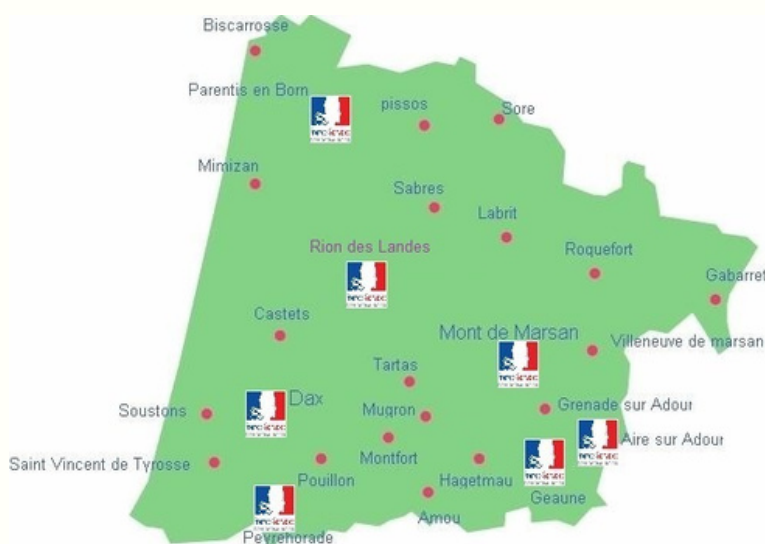 Biscarrosse
Parentis en Born
pissos
Sore
Mimizan
Sabres
Labrit
Rion des Landes
Roquefort
Gabarret
Castets
Mont de Marsan
Villeneuve de marsan
Tartas
Dax
Soustons
Mugron
Grenade sur Adour
Aire sur Adour
Saint Vincent de Tyrosse
Montfort
Pouillon
Hagetmau
Geaune
Amou
Peyrehorade